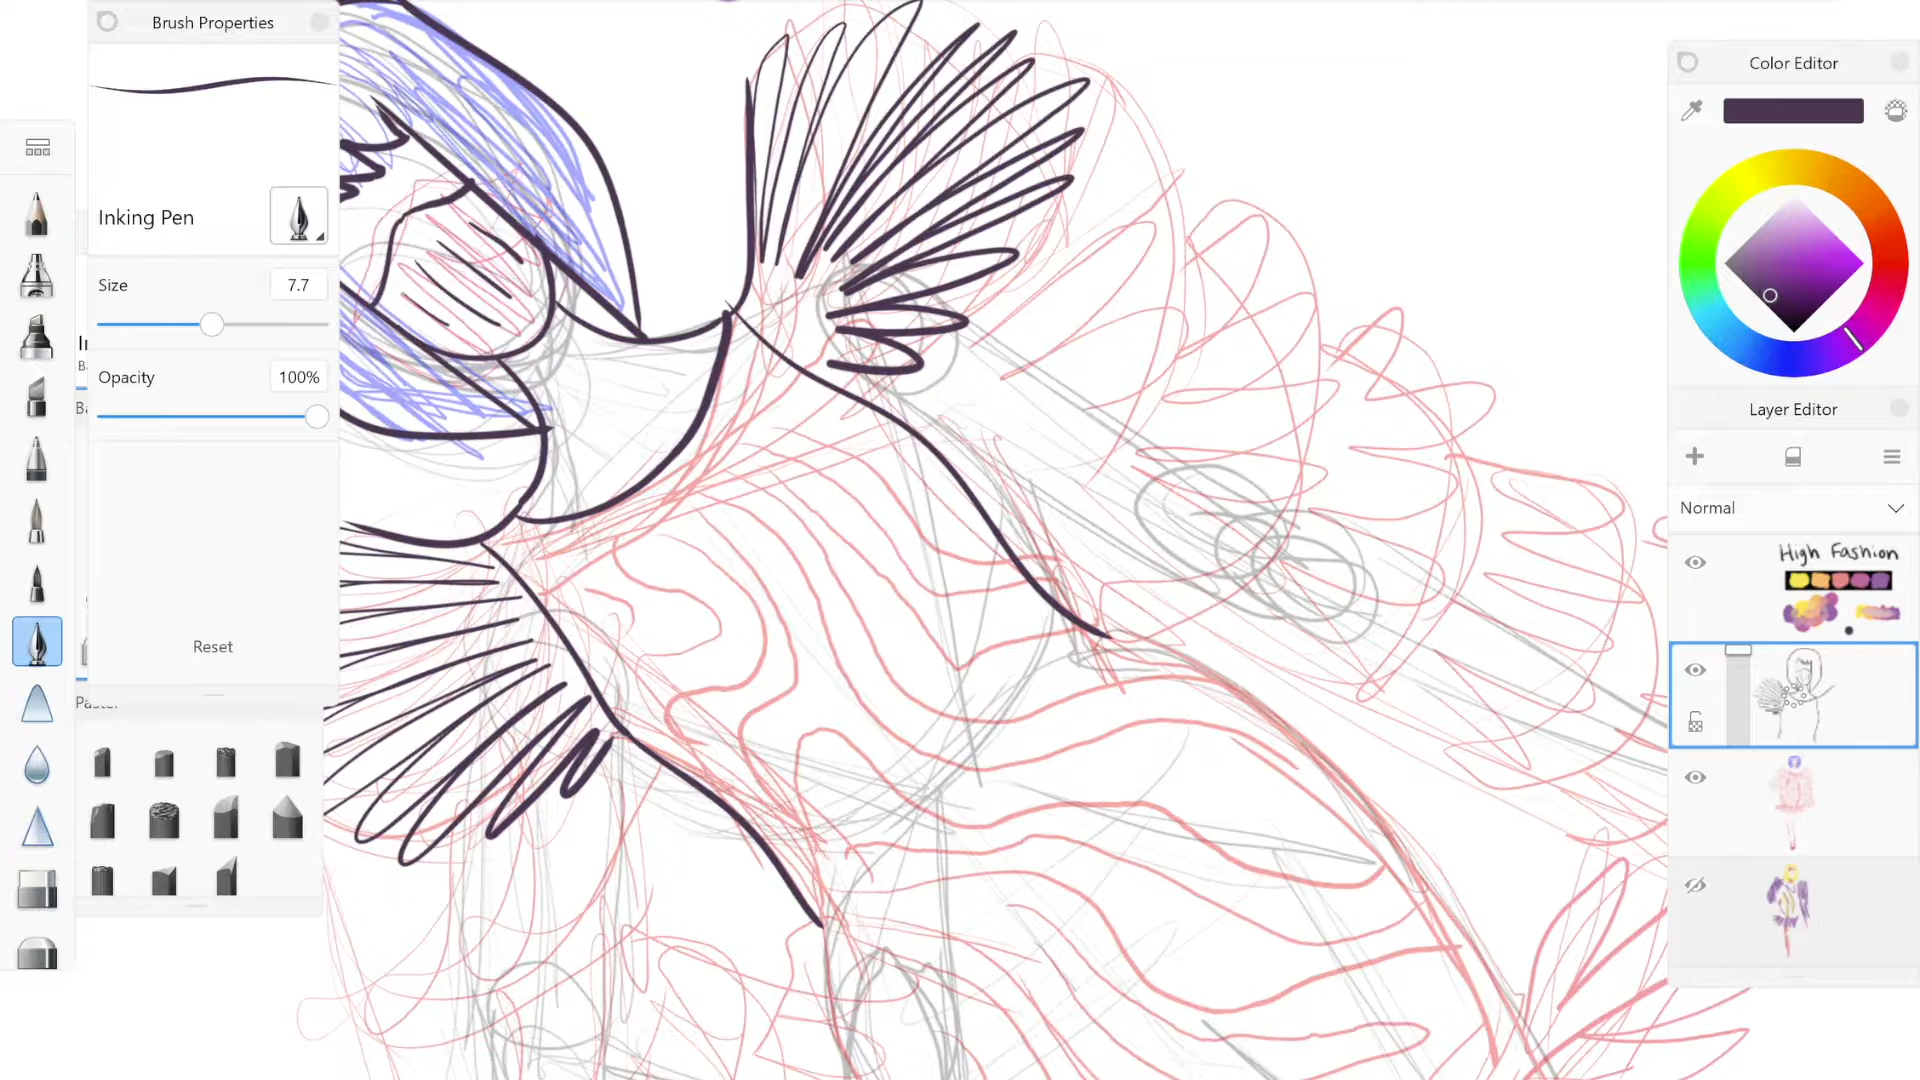 Brush Properties
Inking Pen
Size 7.7
Opacity 100%
Reset
Color Editor
Layer Editor
Normal
High Fashion